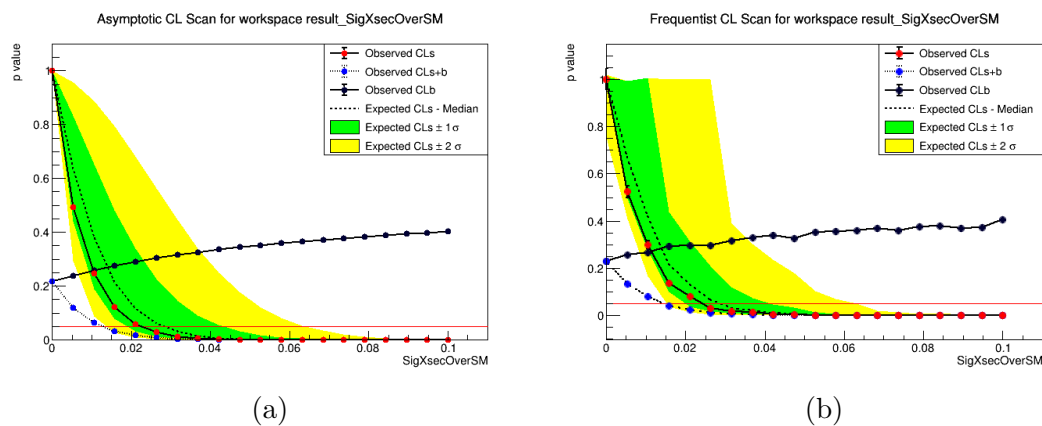 Asymptotic CL Scan for workspace result_SigXsecOverSM
p value
1
0.8
0.6
0.4
0.2
0
0 0.02 0.04 0.06 0.08 0.1
SigXsecOverSM
Observed CLs
Observed CLs+b
Observed CLb
Expected CLs - Median
Expected CLs ± 1σ
Expected CLs ± 2 σ
(a)
Frequentist CL Scan for workspace result_SigXsecOverSM
p value
1
0.8
0.6
0.4
0.2
0
0 0.02 0.04 0.06 0.08 0.1
SigXsecOverSM
Observed CLs
Observed CLs+b
Observed CLb
Expected CLs - Median
Expected CLs ± 1σ
Expected CLs ± 2 σ
(b)